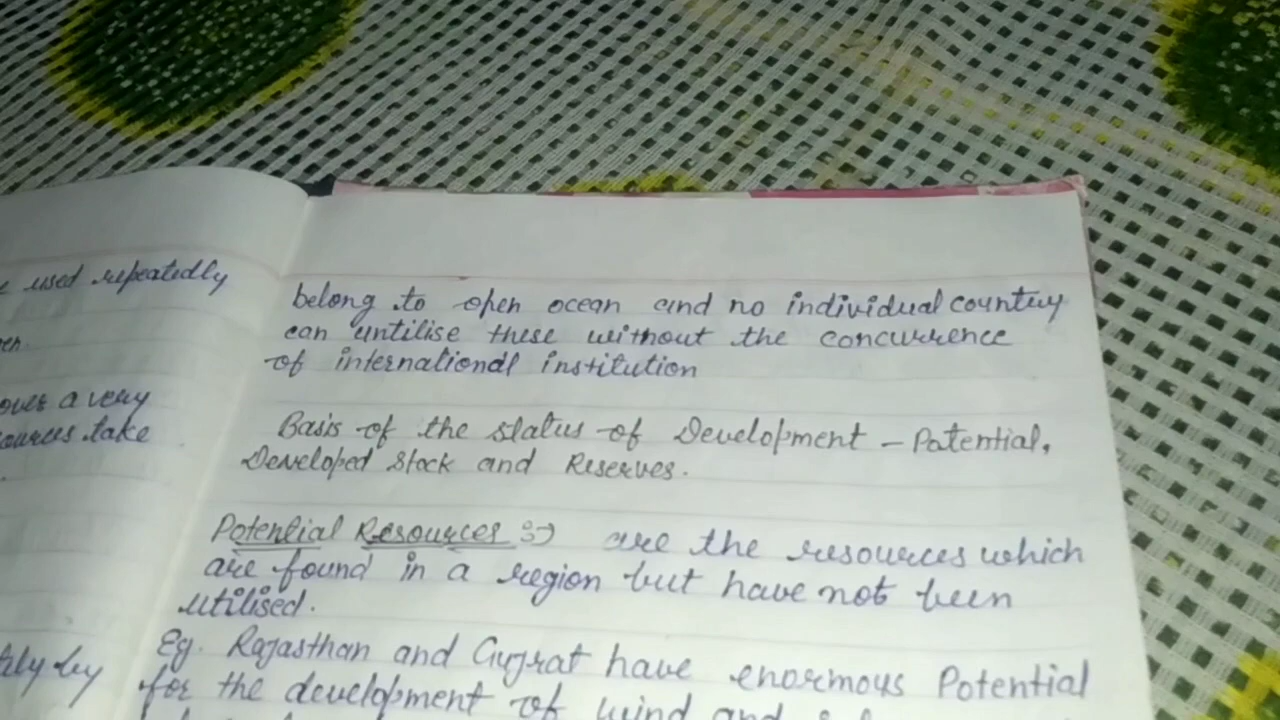 used repeatedly
a very
take
by
belong to open ocean and no individual country
can untilise these without the concurrence
of international institution
Basis of the status of Development – Potential,
Developed stock and Reserves.
Potential Resources :-) are the resources which
are found in a region but have not been
utilised.
Eg. Rajasthan and Gujrat have enormous Potential
for the development of wind and